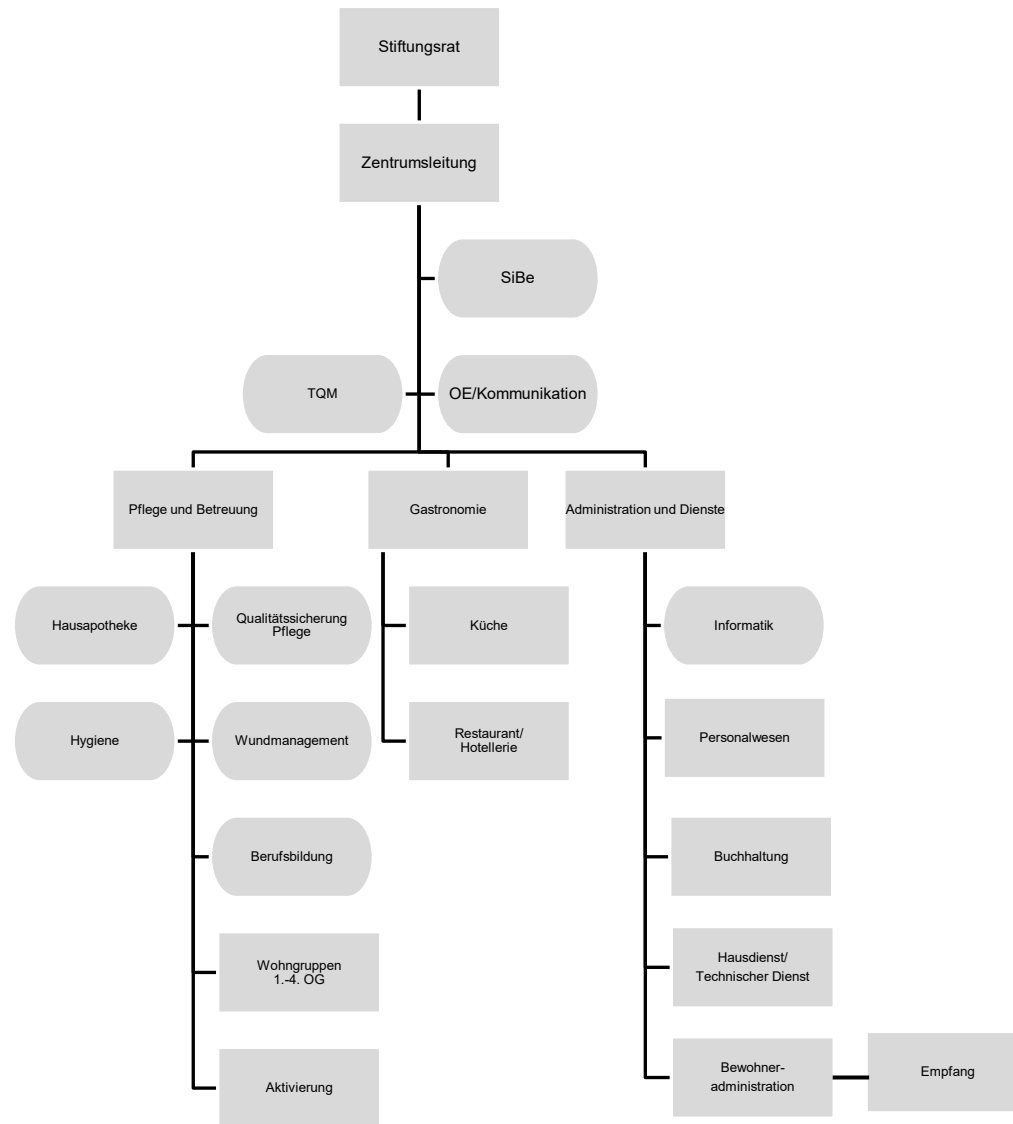 Stiftungsrat
Zentrumsleitung
SiBe
TQM
OE/Kommunikation
Pflege und Betreuung
Gastronomie
Administration und Dienste
Hausapotheke
Qualitätssicherung
Pflege
Küche
Informatik
Hygiene
Wundmanagement
Restaurant/
Hotellerie
Personalwesen
Berufsbildung
Buchhaltung
Wohngruppen
1.-4. OG
Hausdienst/
Technischer Dienst
Aktivierung
Bewohner-
administration
Empfang